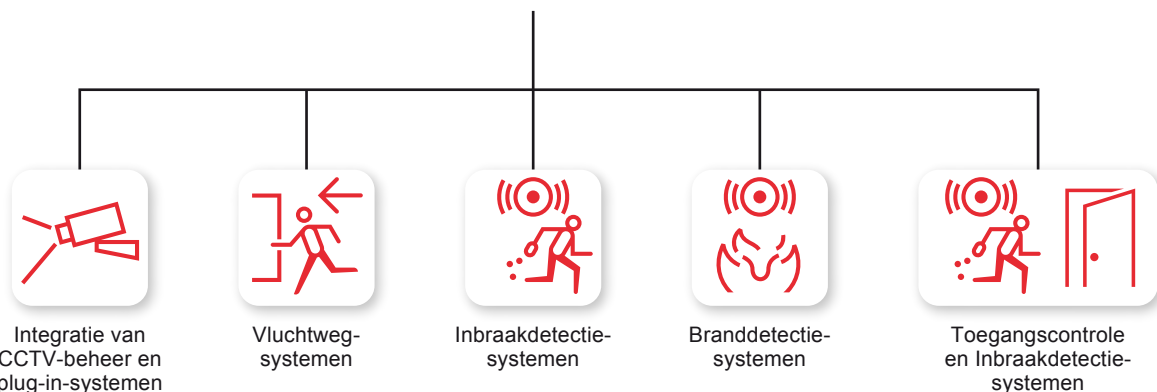 Integratie van
CCTV-beheer en
plug-in-systemen
Vluchtweg-
systemen
Inbraakdetectie-
systemen
Branddetectie-
systemen
Toegangscontrole
en Inbraakdetectie-
systemen